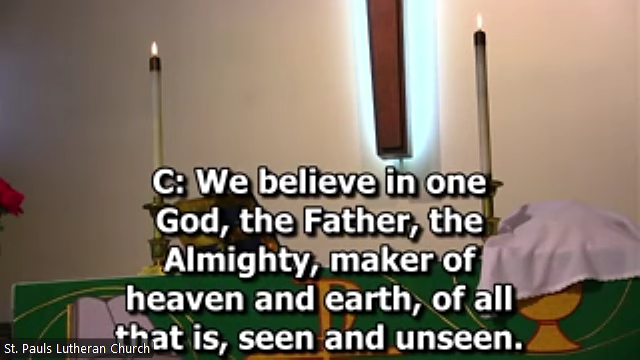 C: We believe in one
God, the Father, the
Almighty, maker of
heaven and earth, of all
that is, seen and unseen.
St. Pauls Lutheran Church